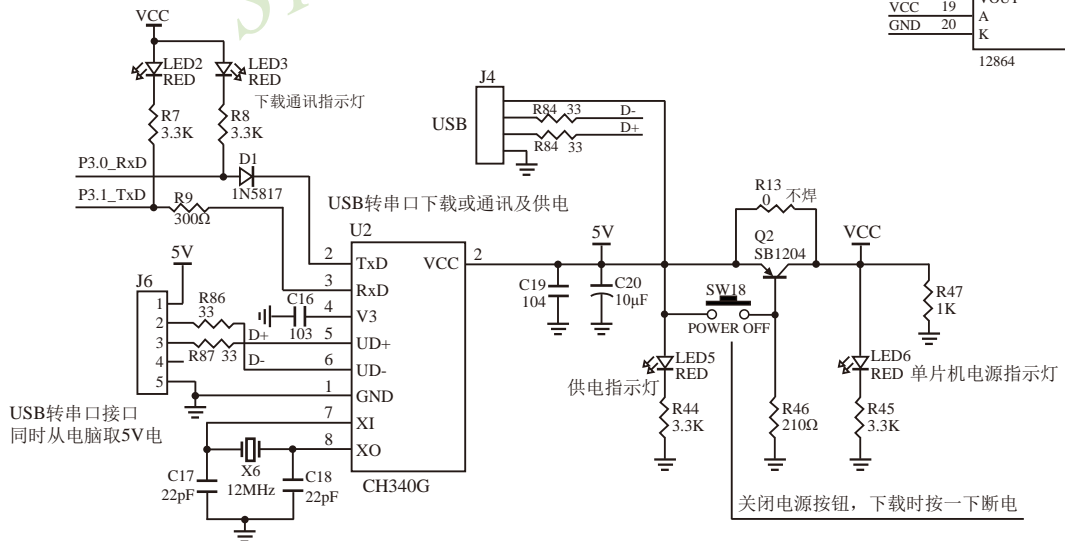 VCC
LED2
RED
LED3
RED
下载通讯指示灯
R7
3.3K
R8
3.3K
P3.0_RxD
D1
1N5817
P3.1_TxD
R9
300Ω
J4
USB
R84 33
D-
D+
R84 33
VCC 19
A
GND 20
K
12864
USB转串口下载或通讯及供电
U2
2 TxD
VCC 2
3 RxD
4 V3
5 UD+
6 UD-
1 GND
7 XI
8 XO
CH340G
5V
J6
1
2
3
4
5
R86
33
R87 33
D+
D-
C16
103
USB转串口接口
同时从电脑取5V电
C17
22pF
X6
12MHz
C18
22pF
5V
C19
104
C20
10μF
R13
0 不焊
Q2
SB1204
VCC
SW18
POWER OFF
R47
1K
LED5
RED
供电指示灯
R44
3.3K
R46
210Ω
LED6
RED 单片机电源指示灯
R45
3.3K
关闭电源按钮，下载时按一下断电